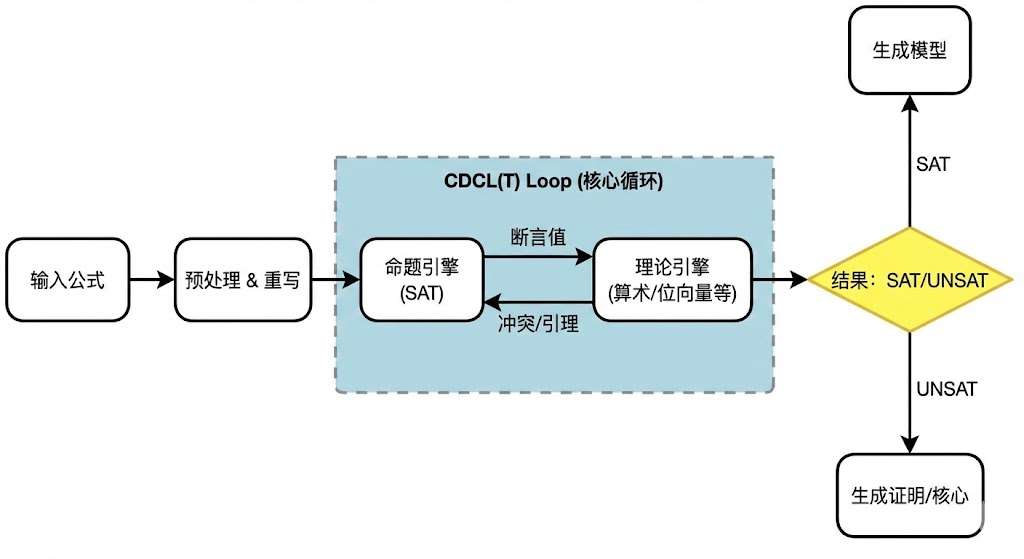 生成模型
SAT
CDCL(T) Loop (核心循环)
输入公式
预处理 & 重写
命题引擎
(SAT)
断言值
冲突/引理
理论引擎
(算术/位向量等)
结果：SAT/UNSAT
UNSAT
生成证明/核心